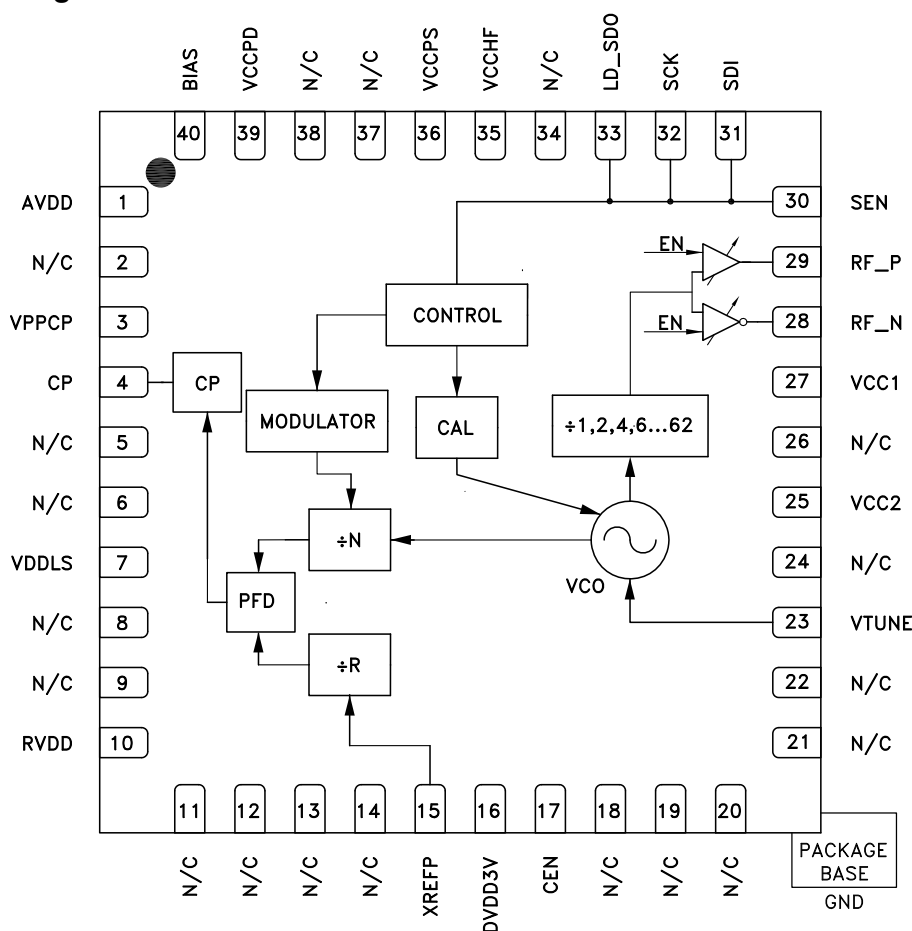 BIAS
VCCPD
N/C
N/C
VCCPS
VCCHF
N/C
LD_SDO
SCK
SDI
40
39
38
37
36
35
34
33
32
31
AVDD
1
30
SEN
N/C
2
EN
29
RF_P
VPPCP
3
CONTROL
EN
28
RF_N
CP
4
CP
27
VCC1
MODULATOR
CAL
÷1,2,4,6...62
N/C
5
26
N/C
N/C
6
25
VCC2
÷N
VDDLS
7
24
N/C
VCO
PFD
N/C
8
23
VTUNE
÷R
N/C
9
22
N/C
RVDD
10
21
N/C
11
12
13
14
15
16
17
18
19
20
N/C
N/C
N/C
N/C
XREFP
DVDD3V
CEN
N/C
N/C
N/C
PACKAGE
BASE
GND